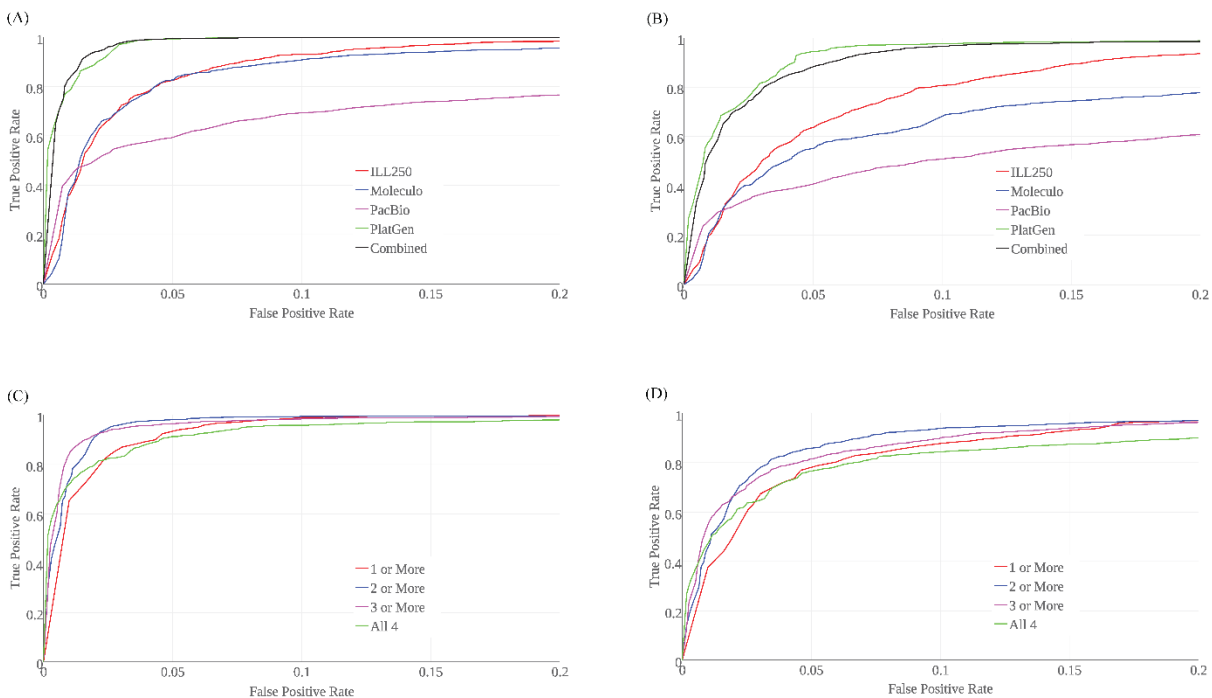 (A)
1
0.8
0.6
0.4
0.2
0
True Positive Rate
ILL250
Moleculo
PacBio
PlatGen
Combined
0 0.05 0.1 0.15 0.2
False Positive Rate
(B)
1
0.8
0.6
0.4
0.2
0
True Positive Rate
ILL250
Moleculo
PacBio
PlatGen
Combined
0 0.05 0.1 0.15 0.2
False Positive Rate
(C)
1
0.8
0.6
0.4
0.2
0
True Positive Rate
1 or More
2 or More
3 or More
All 4
0 0.05 0.1 0.15 0.2
False Positive Rate
(D)
1
0.8
0.6
0.4
0.2
0
True Positive Rate
1 or More
2 or More
3 or More
All 4
0 0.05 0.1 0.15 0.2
False Positive Rate